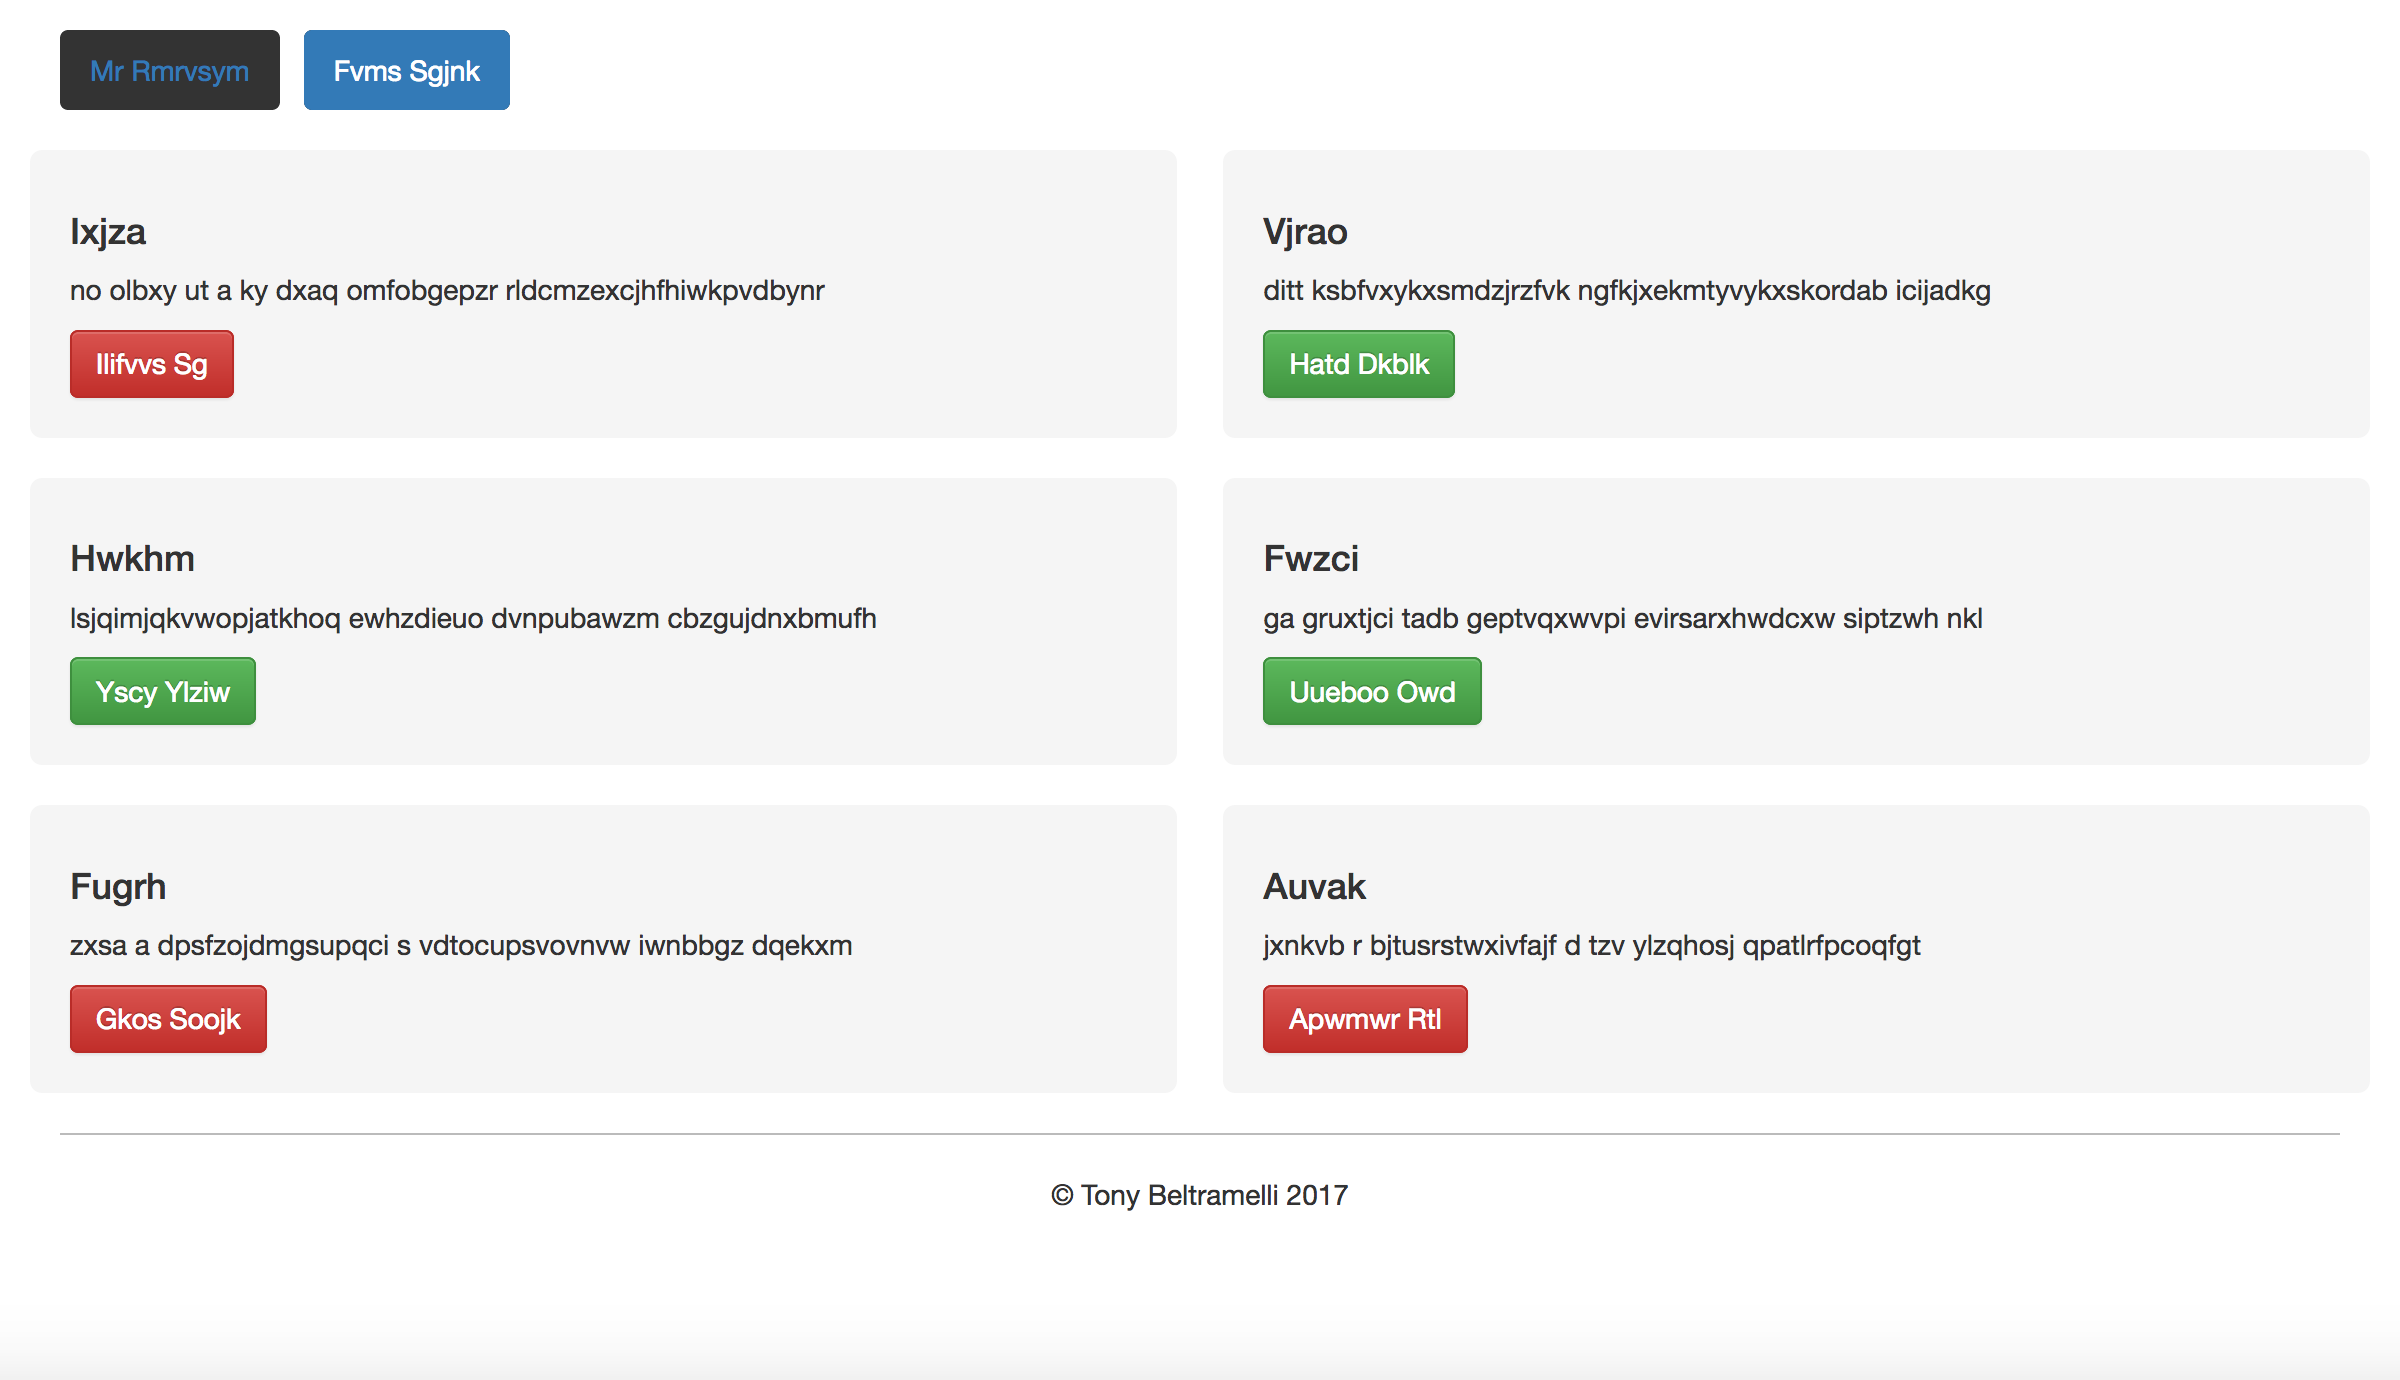 Mr Rmrvsym
Fvms Sgjnk
Ixjza
no olbxy ut a ky dxaq omfobgepzr rldcmzexcjhfhiwkpvdbynr
Ilifvvs Sg
Vjrao
ditt ksbfvxykxsmdzjrzfvk ngfkjxekmtyvykxskordab icijadkg
Hatd Dkblk
Hwkhm
lsjqimjqkvwopjatkhoq ewhzdieuo dvnpubawzm cbzgujdnxbmufh
Yscy Ylziw
Fwzci
ga gruxtjci tadb geptvqxwvpi evirsarxhwdcxw siptzwh nkl
Uueboo Owd
Fugrh
zxsa a dpsfzojdmgsupqci s vdtocupsvovnvw iwnbbgz dqekxm
Gkos Soojk
Auvak
jxnkvb r bjtusrstwxivfajf d tzv ylzqhosj qpatlrfpcoqfgt
Apwmwr Rtl
© Tony Beltramelli 2017